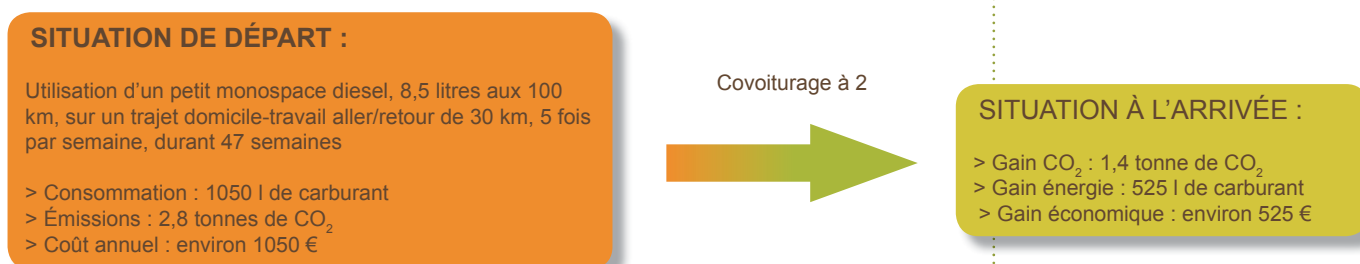 SITUATION DE DÉPART :
Utilisation d'un petit monospace diesel, 8,5 litres aux 100
km, sur un trajet domicile-travail aller/retour de 30 km, 5 fois
par semaine, durant 47 semaines
> Consommation : 1050 l de carburant
> Émissions : 2,8 tonnes de CO₂
> Coût annuel : environ 1050 €
Covoiturage à 2
SITUATION À L'ARRIVÉE :
> Gain CO₂ : 1,4 tonne de CO₂
> Gain énergie : 525 l de carburant
> Gain économique : environ 525 €